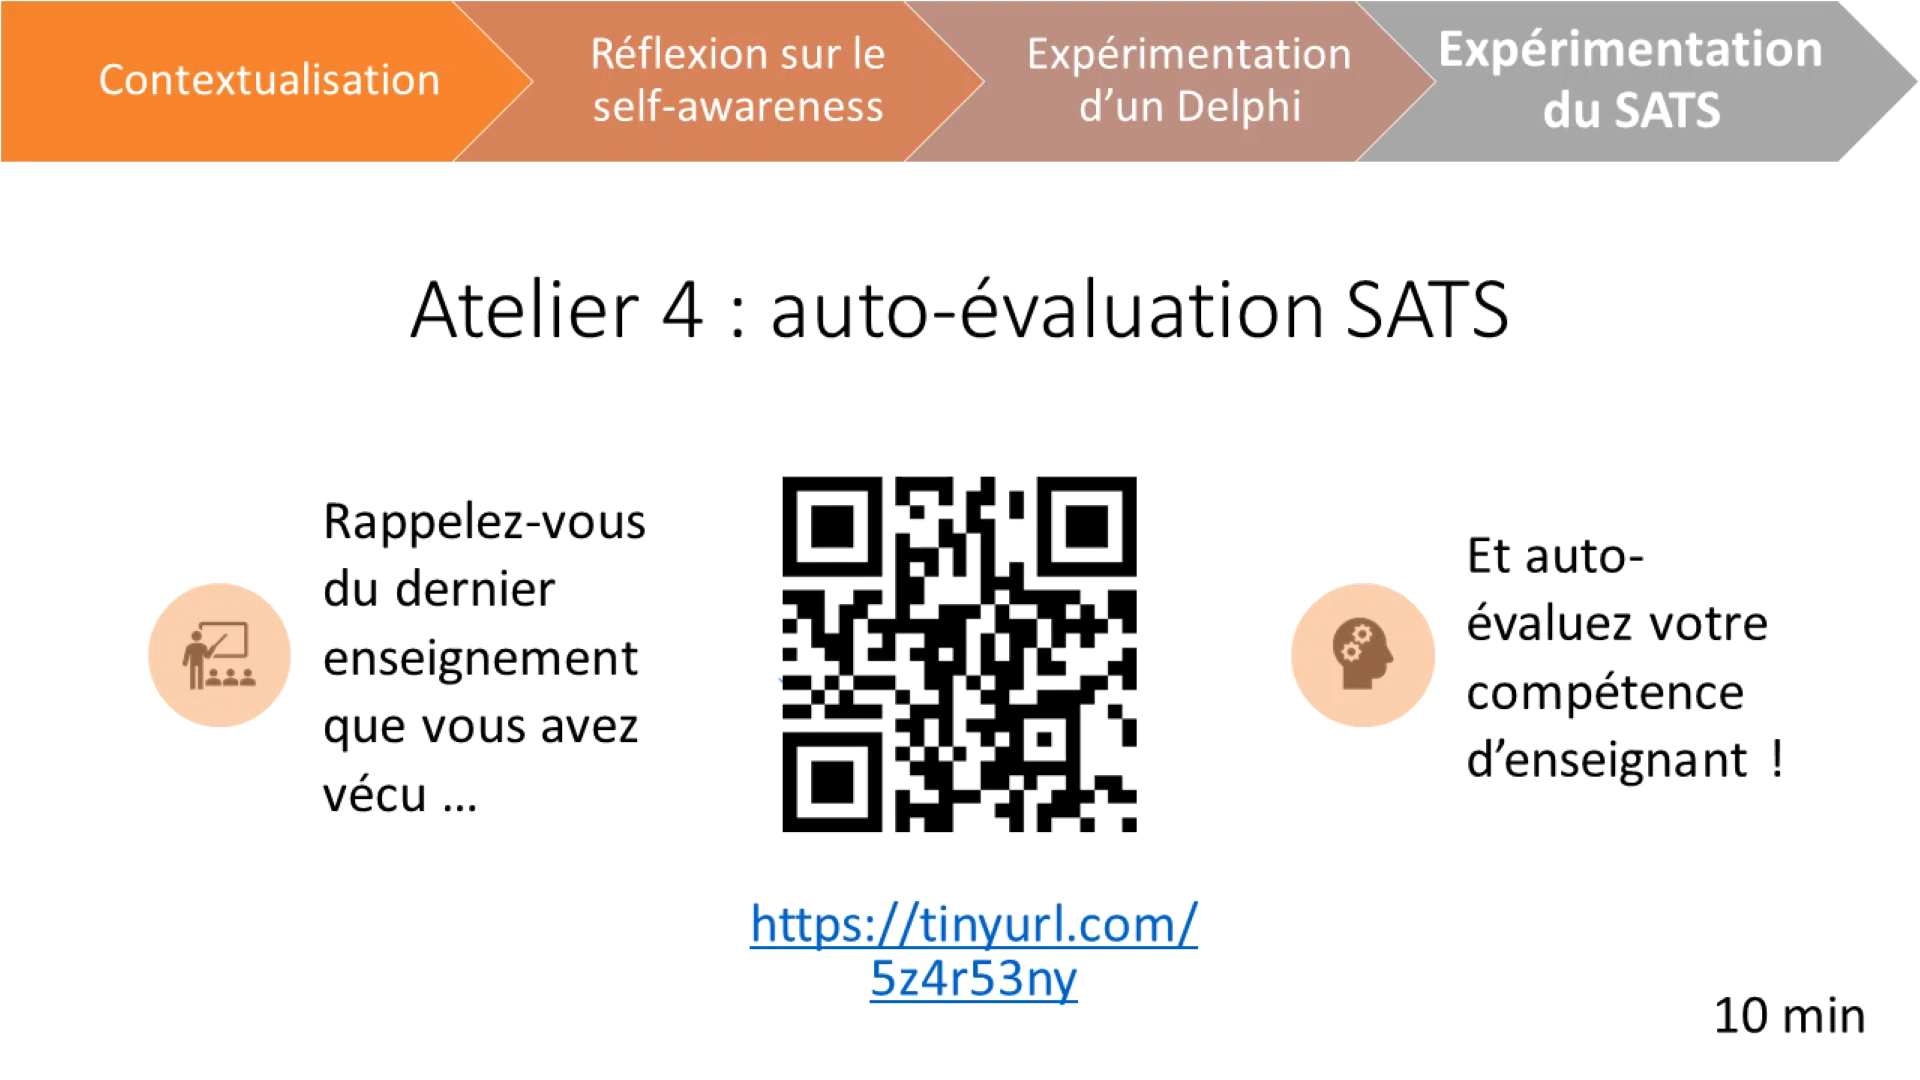 Contextualisation
Réflexion sur le
self-awareness
Expérimentation
d’un Delphi
Expérimentation
du SATS
Atelier 4 : auto-évaluation SATS
Rappelez-vous
du dernier
enseignement
que vous avez
vécu ...
https://tinyurl.com/
5z4r53ny
Et auto-
évaluez votre
compétence
d’enseignant !
10 min